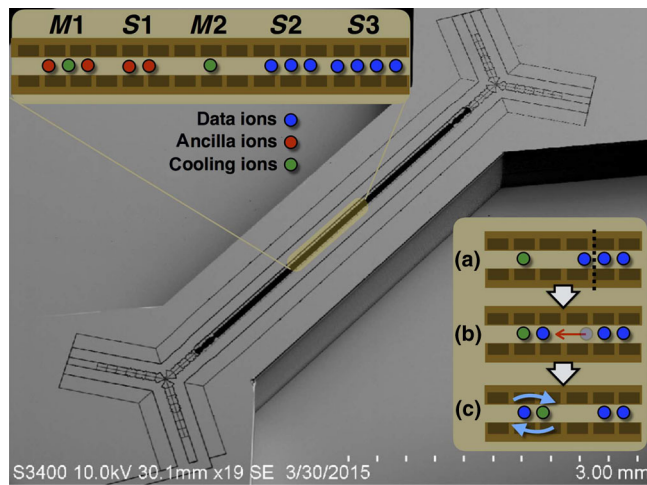 M1 S1 M2 S2 S3
Data ions
Ancilla ions
Cooling ions
(a)
(b)
(c)
S3400 10.0kV 30.1mm x19 SE 3/30/2015 3.00 mm